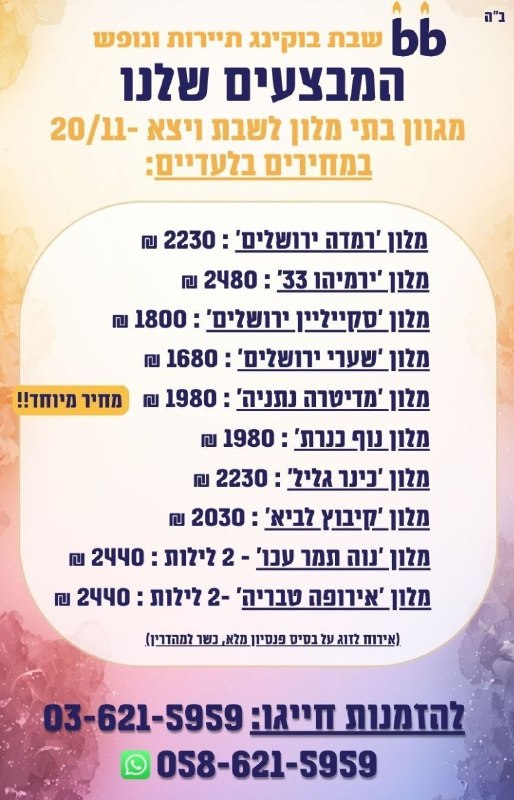 ב"ה
bb שבת בוקינג תיירות ונופש
המבצעים שלנו
מגוון בתי מלון לשבת ויצא -20/11
במחירים בלעדיים:
מלון 'רמדה ירושלים' : 2230 ₪
מלון 'ירמיהו 33' : 2480 ₪
מלון 'סקייליין ירושלים' : 1800 ₪
מלון 'שערי ירושלים' : 1680 ₪
מלון 'מדיטרה נתניה' : 1980 ₪ מחיר מיוחד!!
מלון נוף כנרת' : 1980 ₪
מלון 'כינר גליל' : 2230 ₪
מלון 'קיבוץ לביא' : 2030 ₪
מלון 'נוה תמר עכו' - 2 לילות : 2440 ₪
מלון 'אירופה טבריה' -2 לילות : 2440 ₪
(אירוח לזוג על בסיס פנסיון מלא, כשר למהדרין)
להזמנות חייגו: 03-621-5959
058-621-5959